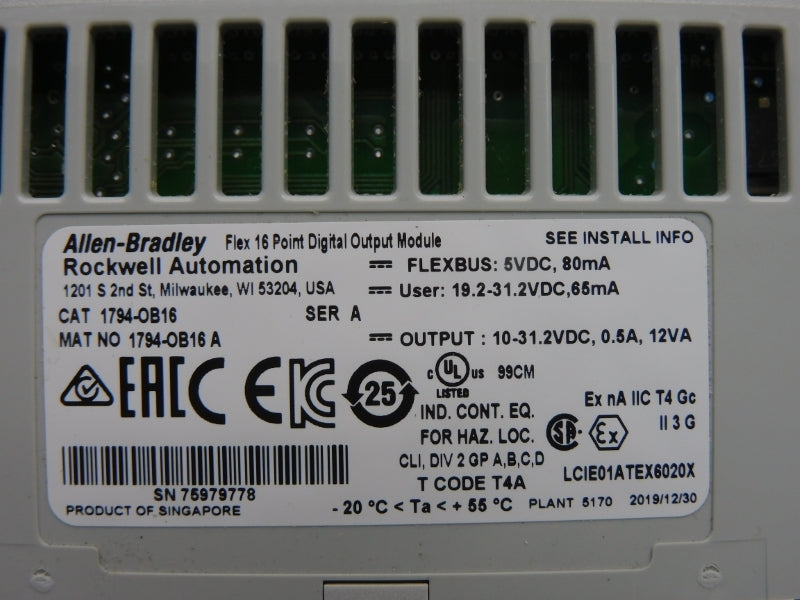 Allen-Bradley Flex 16 Point Digital Output Module SEE INSTALL INFO
Rockwell Automation FLEXBUS: 5VDC, 80mA
1201 S 2nd St, Milwaukee, WI 53204, USA User: 19.2-31.2VDC,65mA
CAT 1794-OB16 SER A
MAT NO 1794-OB16 A OUTPUT : 10-31.2VDC, 0.5A, 12VA
EAC CE KC 25 c UL us 99CM
LISTED
IND. CONT. EQ. Ex nA IIC T4 Gc
FOR HAZ. LOC. SA Ex II 3 G
CLI, DIV 2 GP A,B,C,D
T CODE T4A LCIE01ATEX6020X
SN 75979778
PRODUCT OF SINGAPORE - 20 °C < Ta < + 55 °C PLANT 5170 2019/12/30